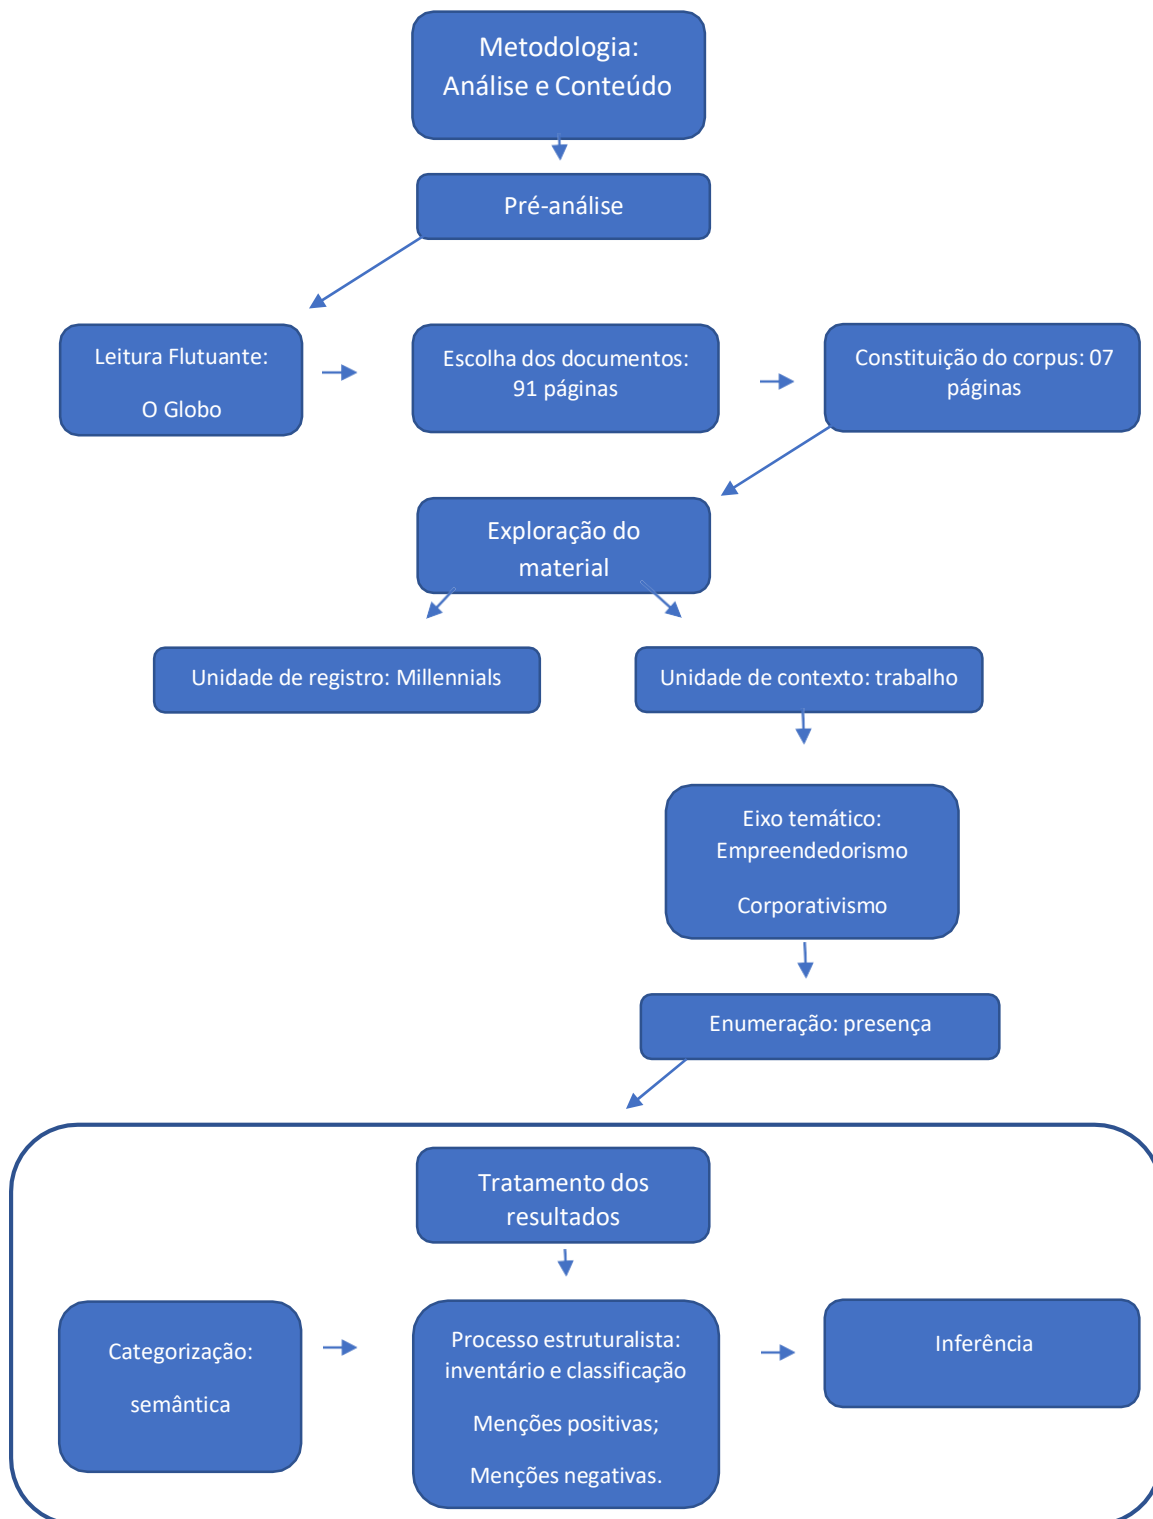 Metodologia:
Análise e Conteúdo
Pré-análise
Leitura Flutuante:
O Globo
Escolha dos documentos:
91 páginas
Constituição do corpus: 07
páginas
Exploração do
material
Unidade de registro: Millennials
Unidade de contexto: trabalho
Eixo temático:
Empreendedorismo
Corporativismo
Enumeração: presença
Tratamento dos
resultados
Categorização:
semântica
Processo estruturalista:
inventário e classificação
Menções positivas;
Menções negativas.
Inferência